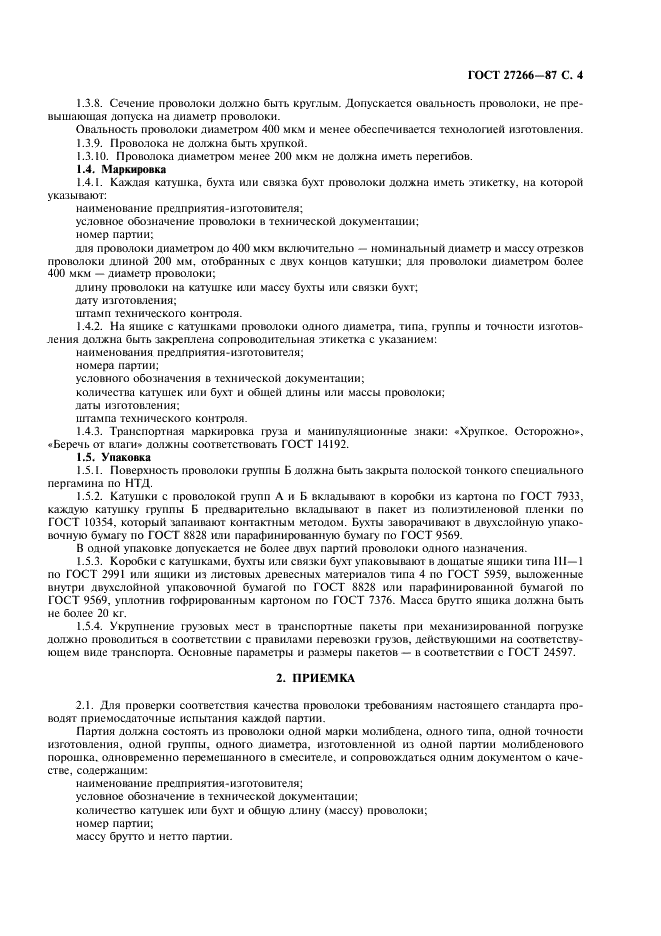 ГОСТ 27266—87 С. 4
1.3.8. Сечение проволоки должно быть круглым. Допускается овальность проволоки, не пре-
вышающая допуска на диаметр проволоки.
Овальность проволоки диаметром 400 мкм и менее обеспечивается технологией изготовления.
1.3.9. Проволока не должна быть хрупкой.
1.3.10. Проволока диаметром менее 200 мкм не должна иметь перегибов.
1.4. Маркировка
1.4.1. Каждая катушка, бухта или связка бухт проволоки должна иметь этикетку, на которой
указывают:
наименование предприятия-изготовителя;
условное обозначение проволоки в технической документации;
номер партии;
для проволоки диаметром до 400 мкм включительно — номинальный диаметр и массу отрезков
проволоки длиной 200 мм, отобранных с двух концов катушки; для проволоки диаметром более
400 мкм — диаметр проволоки;
длину проволоки на катушке или массу бухты или связки бухт;
дату изготовления;
штамп технического контроля.
1.4.2. На ящике с катушками проволоки одного диаметра, типа, группы и точности изготов-
ления должна быть закреплена сопроводительная этикетка с указанием:
наименования предприятия-изготовителя;
номера партии;
условного обозначения в технической документации;
количества катушек или бухт и общей длины или массы проволоки;
даты изготовления;
штампа технического контроля.
1.4.3. Транспортная маркировка груза и манипуляционные знаки: «Хрупкое. Осторожно»,
«Беречь от влаги» должны соответствовать ГОСТ 14192.
1.5. Упаковка
1.5.1. Поверхность проволоки группы Б должна быть закрыта полоской тонкого специального
пергамина по НТД.
1.5.2. Катушки с проволокой групп А и Б вкладывают в коробки из картона по ГОСТ 7933,
каждую катушку группы Б предварительно вкладывают в пакет из полиэтиленовой пленки по
ГОСТ 10354, который запаивают контактным методом. Бухты заворачивают в двухслойную упако-
вочную бумагу по ГОСТ 8828 или парафинированную бумагу по ГОСТ 9569.
В одной упаковке допускается не более двух партий проволоки одного назначения.
1.5.3. Коробки с катушками, бухты или связки бухт упаковывают в дощатые ящики типа III—1
по ГОСТ 2991 или ящики из листовых древесных материалов типа 4 по ГОСТ 5959, выложенные
внутри двухслойной упаковочной бумагой по ГОСТ 8828 или парафинированной бумагой по
ГОСТ 9569, уплотнив гофрированным картоном по ГОСТ 7376. Масса брутто ящика должна быть
не более 20 кг.
1.5.4. Укрупнение грузовых мест в транспортные пакеты при механизированной погрузке
должно проводиться в соответствии с правилами перевозки грузов, действующими на соответству-
ющем виде транспорта. Основные параметры и размеры пакетов — в соответствии с ГОСТ 24597.
2. ПРИЕМКА
2.1. Для проверки соответствия качества проволоки требованиям настоящего стандарта про-
водят приемосдаточные испытания каждой партии.
Партия должна состоять из проволоки одной марки молибдена, одного типа, одной точности
изготовления, одной группы, одного диаметра, изготовленной из одной партии молибденового
порошка, одновременно перемешанного в смесителе, и сопровождаться одним документом о каче-
стве, содержащим:
наименование предприятия-изготовителя;
условное обозначение в технической документации;
количество катушек или бухт и общую длину (массу) проволоки;
номер партии;
массу брутто и нетто партии.